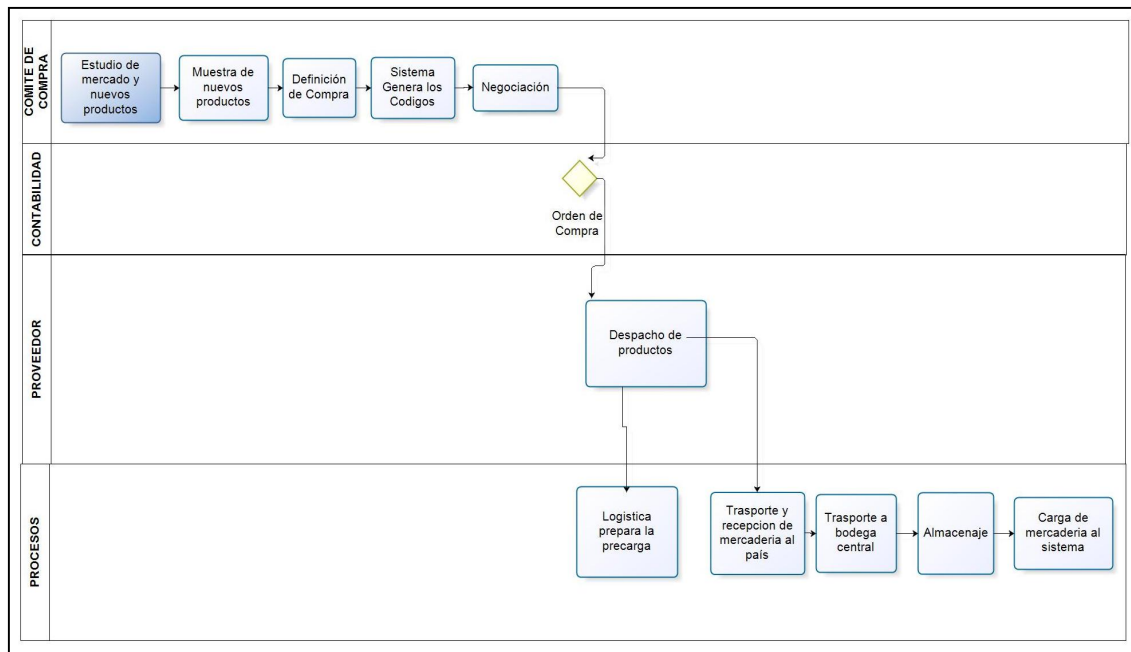 COMITE DE
COMPRA
Estudio de
mercado y
nuevos
productos
Muestra de
nuevos
productos
Definición
de Compra
Sistema
Genera los
Codigos
Negociación
CONTABILIDAD
Orden de
Compra
PROVEEDOR
Despacho de
productos
PROCESOS
Logistica
prepara la
precarga
Trasporte y
recepcion de
mercaderia al
país
Trasporte a
bodega
central
Almacenaje
Carga de
mercaderia al
sistema